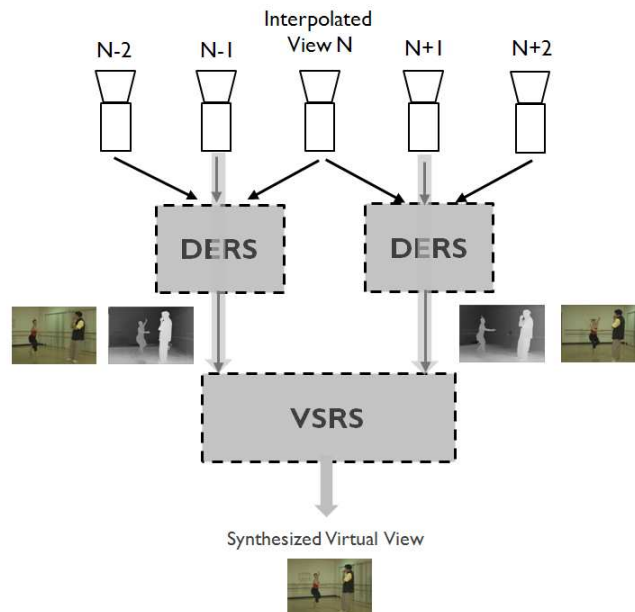 Interpolated
N-2 N-1 View N N+1 N+2
DERS DERS
VSRS
Synthesized Virtual View